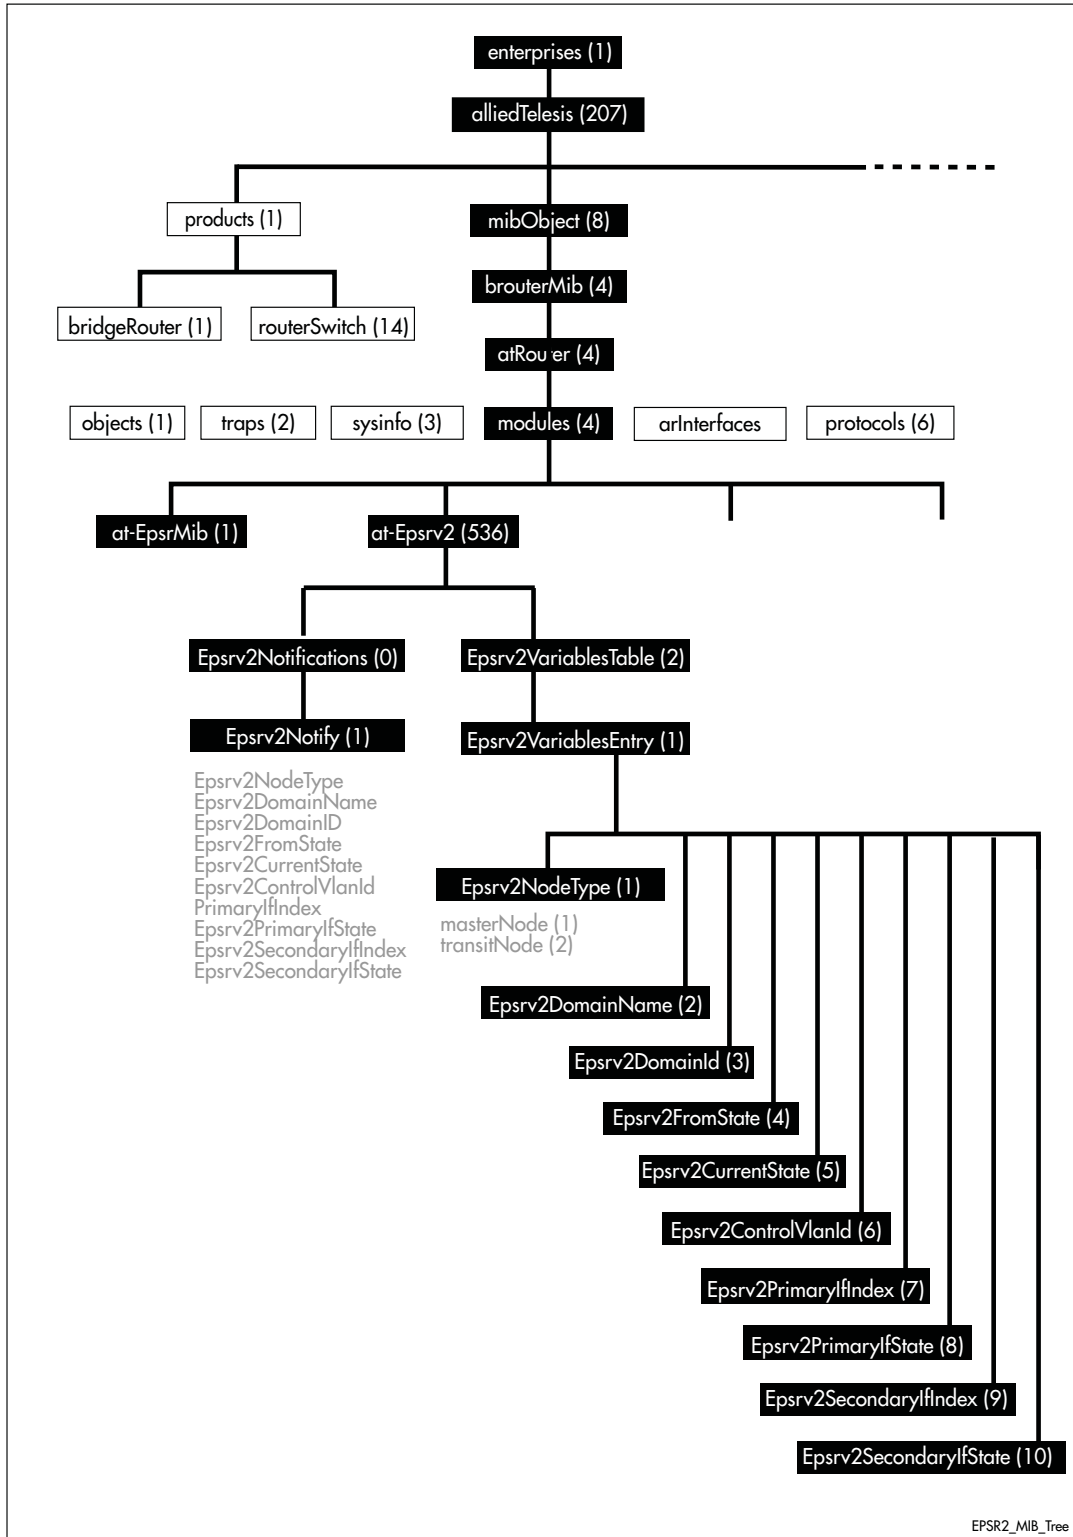 enterprises (1)
alliedTelesis (207)
products (1)
mibObject (8)
brouterMib (4)
bridgeRouter (1)
routerSwitch (14)
atRouter (4)
objects (1)
traps (2)
sysinfo (3)
modules (4)
arInterfaces
protocols (6)
at-EpsrMib (1)
at-Epsrv2 (536)
Epsrv2Notifications (0)
Epsrv2VariablesTable (2)
Epsrv2Notify (1)
Epsrv2VariablesEntry (1)
Epsrv2NodeType
Epsrv2DomainName
Epsrv2DomainID
Epsrv2FromState
Epsrv2CurrentState
Epsrv2ControlVlanId
PrimaryIfIndex
Epsrv2PrimaryIfState
Epsrv2SecondaryIfIndex
Epsrv2SecondaryIfState
Epsrv2NodeType (1)
masterNode (1)
transitNode (2)
Epsrv2DomainName (2)
Epsrv2DomainId (3)
Epsrv2FromState (4)
Epsrv2CurrentState (5)
Epsrv2ControlVlanId (6)
Epsrv2PrimaryIfIndex (7)
Epsrv2PrimaryIfState (8)
Epsrv2SecondaryIfIndex (9)
Epsrv2SecondaryIfState (10)
EPSR2_MIB_Tree